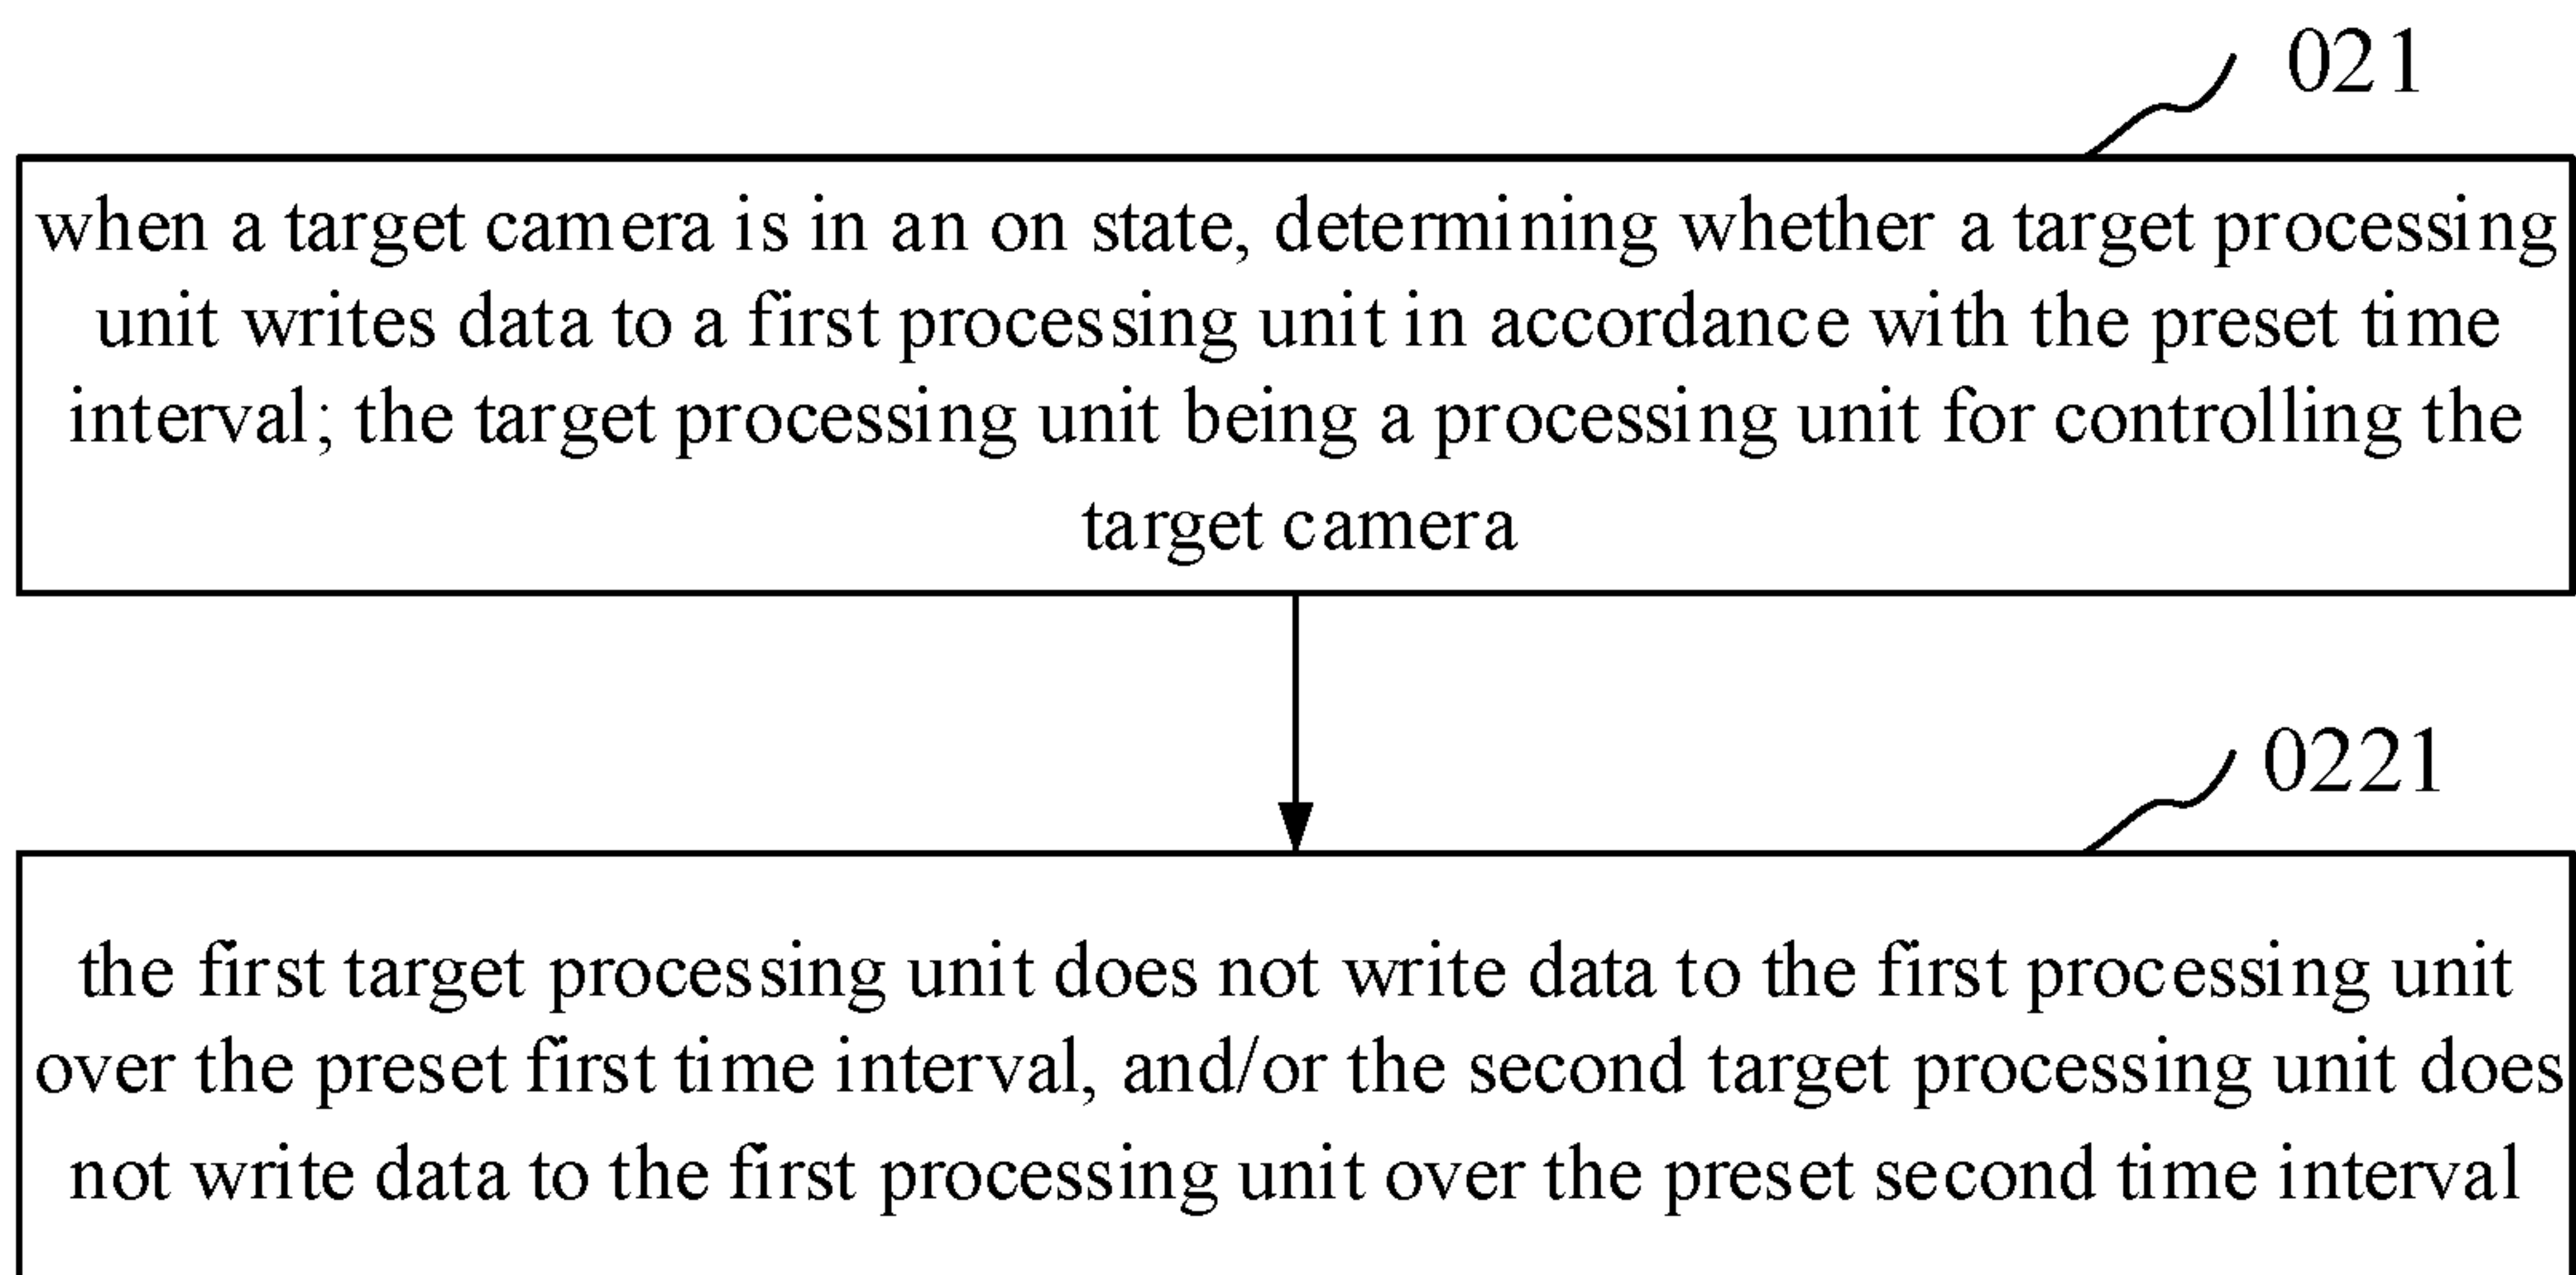 021
when a target camera is in an on state, determining whether a target processing
unit writes data to a first processing unit in accordance with the preset time
interval; the target processing unit being a processing unit for controlling the
target camera
0221
the first target processing unit does not write data to the first processing unit
over the preset first time interval, and/or the second target processing unit does
not write data to the first processing unit over the preset second time interval